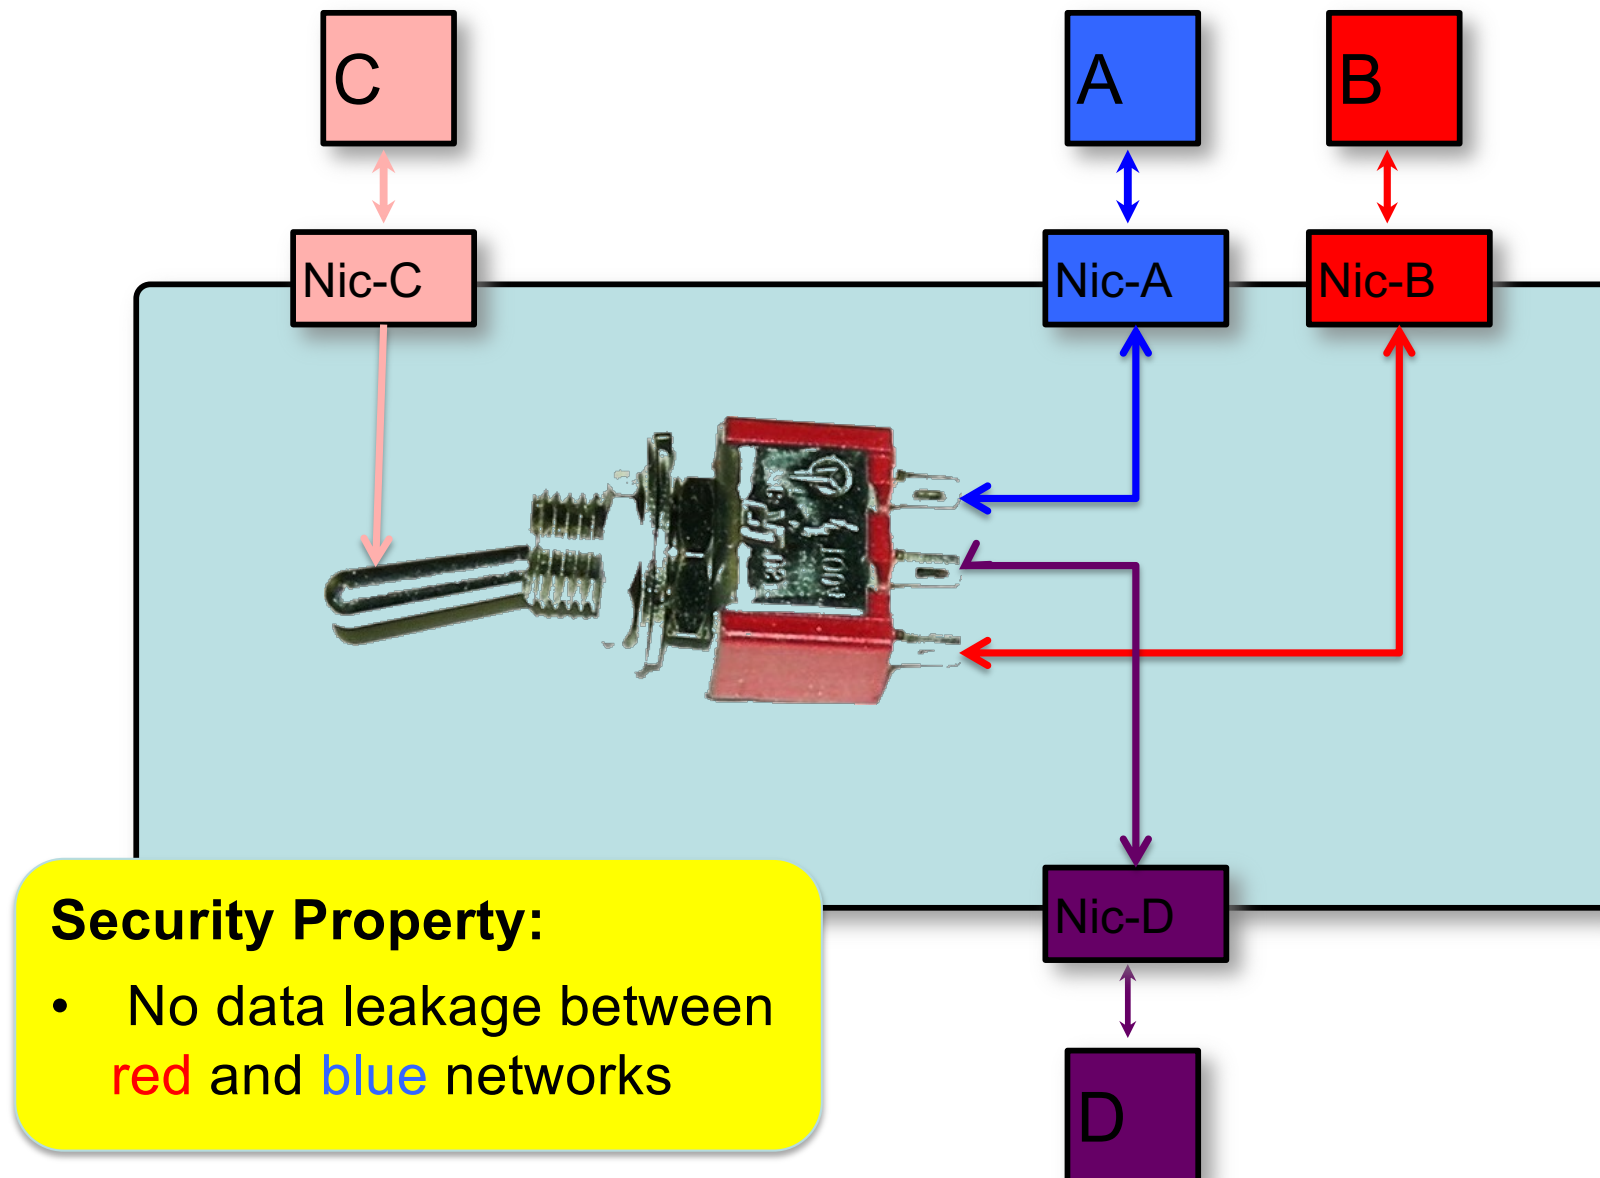 C
A
B
Nic-C
Nic-A
Nic-B
Nic-D
Security Property:
• No data leakage between
red and blue networks
D